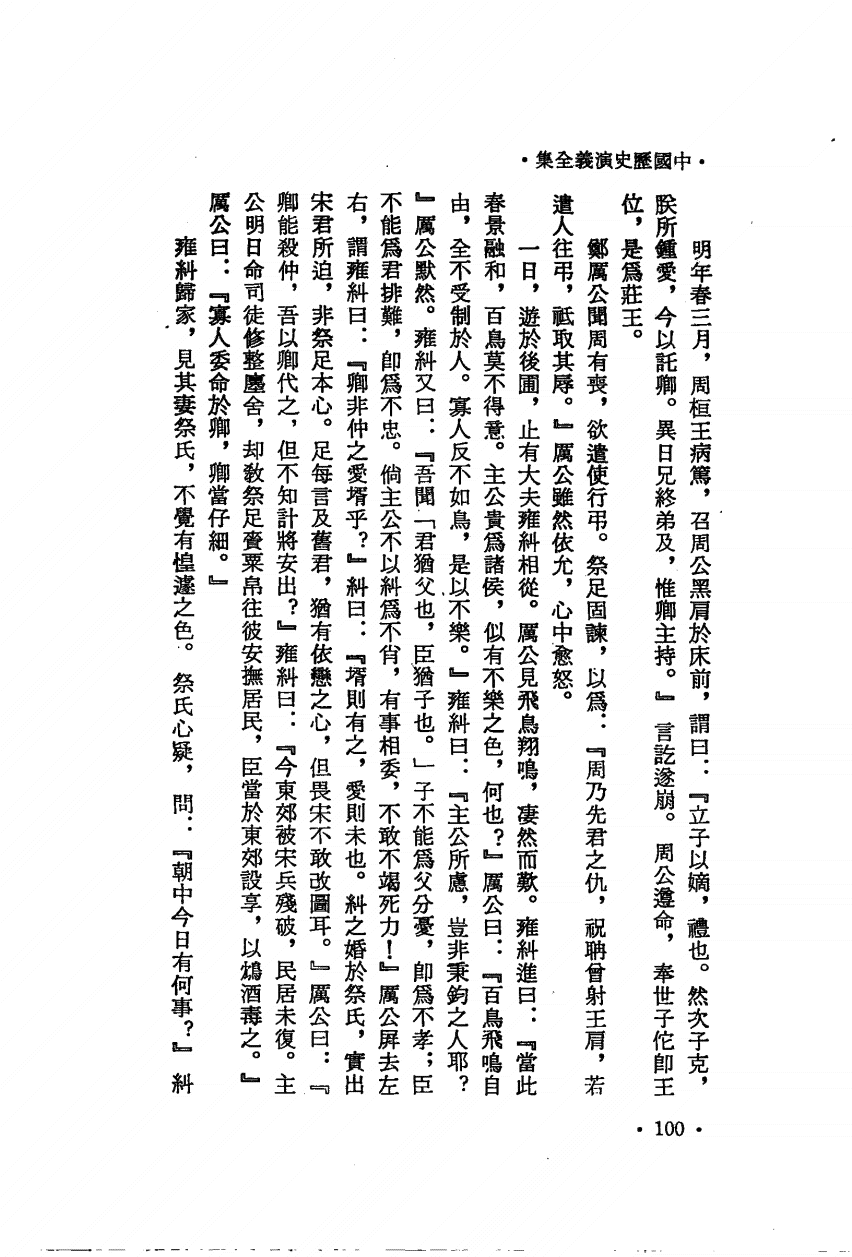 •中國歷史演義全集•
明年春三月，周桓王病篤，召周公黑肩於床前，謂曰：『立子以嫡，禮也。然次子克，
朕所鍾愛，今以託卿。異日兄終弟及，惟卿主持。』言訖遂崩。周公遵命，奉世子佗即王
位，是爲莊王。
鄭厲公聞周有喪，欲遣使行弔。祭足固諫，以爲：『周乃先君之仇，祝聃曾射王肩，若
遣人往弔，祇取其辱。』厲公雖然依允，心中愈怒。
一日，遊於後圃，止有大夫雍糾相從。厲公見飛鳥翔鳴，凄然而歎。雍糾進曰：『當此
春景融和，百鳥莫不得意。主公貴爲諸侯，似有不樂之色，何也？』厲公曰：『百鳥飛鳴自
由，全不受制於人。寡人反不如鳥，是以不樂。』雍糾曰：『主公所慮，豈非秉鈞之人耶？
』厲公默然。雍糾又曰：『吾聞「君猶父也，臣猶子也。」子不能爲父分憂，卽爲不孝；臣
不能爲君排難，卽爲不忠。倘主公不以糾爲不肖，有事相委，不敢不竭死力！』厲公屏去左
右，謂雍糾曰：『卿非仲之愛壻乎？』糾曰：『壻則有之，愛則未也。糾之婚於祭氏，實出
宋君所迫，非祭足本心。足每言及舊君，猶有依戀之心，但畏宋不敢改圖耳。』厲公曰：『
卿能殺仲，吾以卿代之，但不知計將安出？』雍糾曰：『今東郊被宋兵殘破，民居未復。主
公明日命司徒修整廛舍，却敎祭足賫粟帛往彼安撫居民，臣當於東郊設享，以鴆酒毒之。』
厲公曰：『寡人委命於卿，卿當仔細。』
雍糾歸家，見其妻祭氏，不覺有惶遽之色。祭氏心疑，問：『朝中今日有何事？』糾
•100•